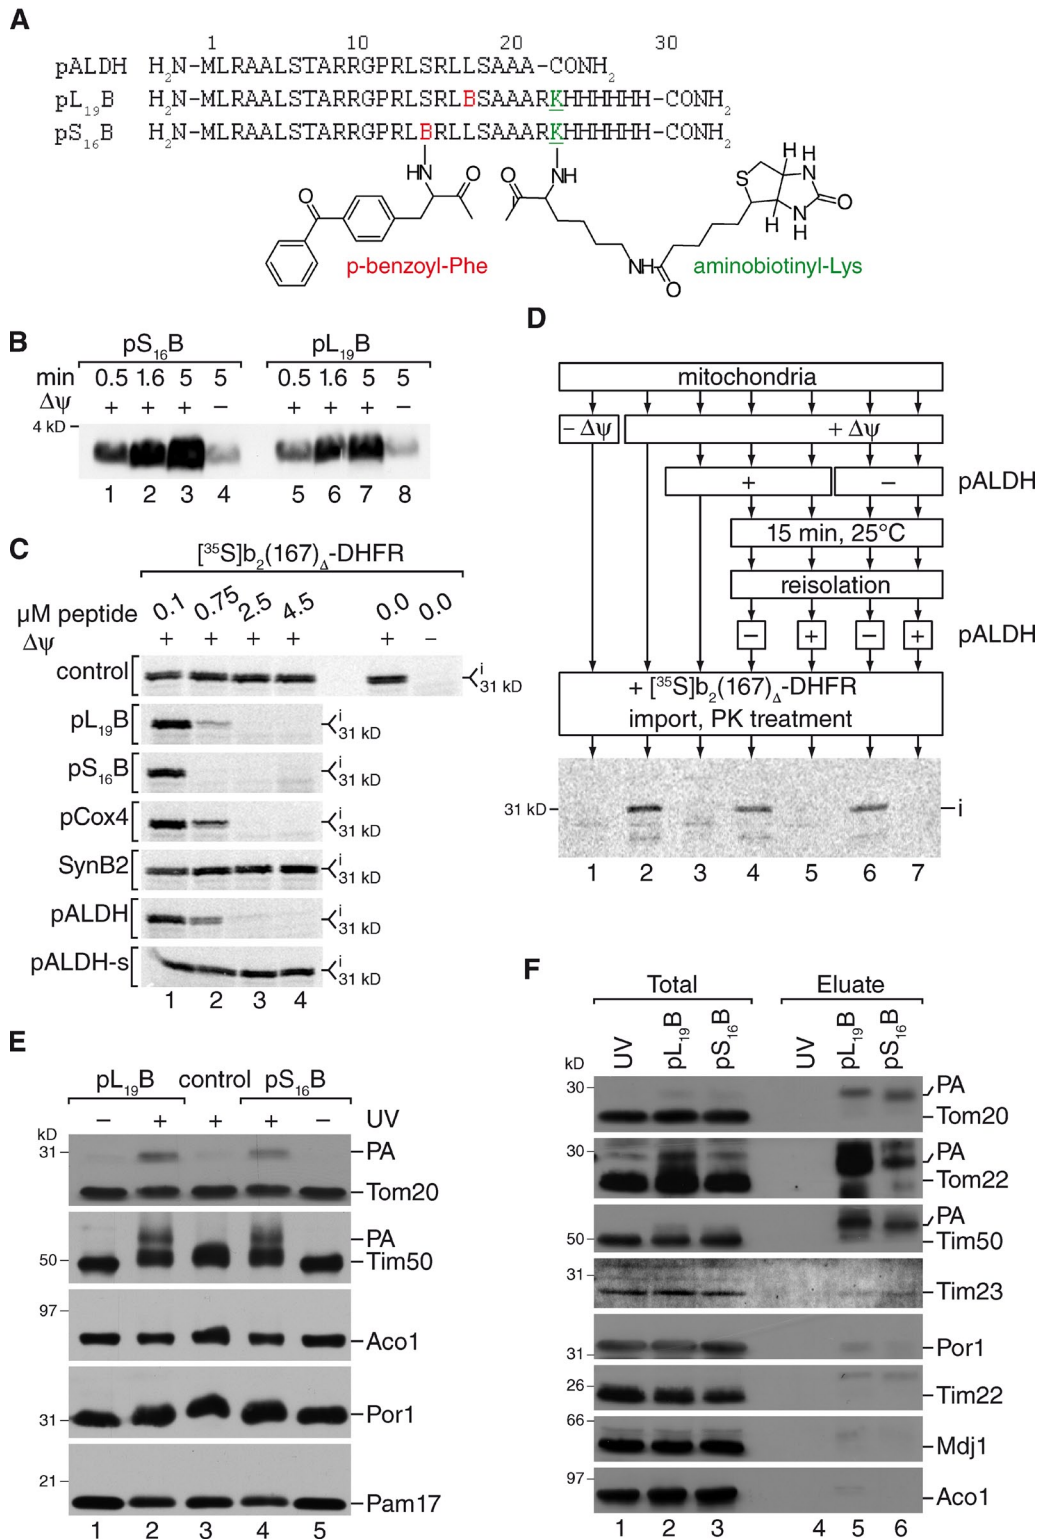 A
1 10 20 30
pALDH H2N-MLRAALSTARRGPRLSRLLSAAA-CONH2
pL19B H2N-MLRAALSTARRGPRLSRLBSAAARKHHHHHH-CONH2
pS16B H2N-MLRAALSTARRGPRLBRLLSAAARKHHHHHH-CONH2
HN O O NH S H H N O N H H
O
p-benzoyl-Phe
NH O
aminobiotinyl-Lys
B
pS16B pL19B
min 0.5 1.6 5 5 0.5 1.6 5 5
Δψ + + + − + + + −
4 kD
1 2 3 4 5 6 7 8
C
[35S]b2(167)Δ-DHFR
µM peptide 0.1 0.75 2.5 4.5 0.0 0.0
Δψ + + + + + −
control i 31 kD
pL19B i 31 kD
pS16B i 31 kD
pCox4 i 31 kD
SynB2 i 31 kD
pALDH i 31 kD
pALDH-s i 31 kD
1 2 3 4
D
mitochondria
− Δψ + Δψ
+ − pALDH
15 min, 25°C
reisolation
− + − + pALDH
+ [35S]b2(167)Δ-DHFR
import, PK treatment
31 kD i
1 2 3 4 5 6 7
E
pL19B control pS16B
− + + + − UV
kD
31 PA
Tom20
PA
50 Tim50
97
Aco1
31 Por1
21
Pam17
1 2 3 4 5
F
Total Eluate
kD UV pL19B pS16B UV pL19B pS16B
30 PA
Tom20
30 PA
Tom22
PA
50 Tim50
31
Tim23
31 Por1
26
Tim22
66
Mdj1
97
Aco1
1 2 3 4 5 6